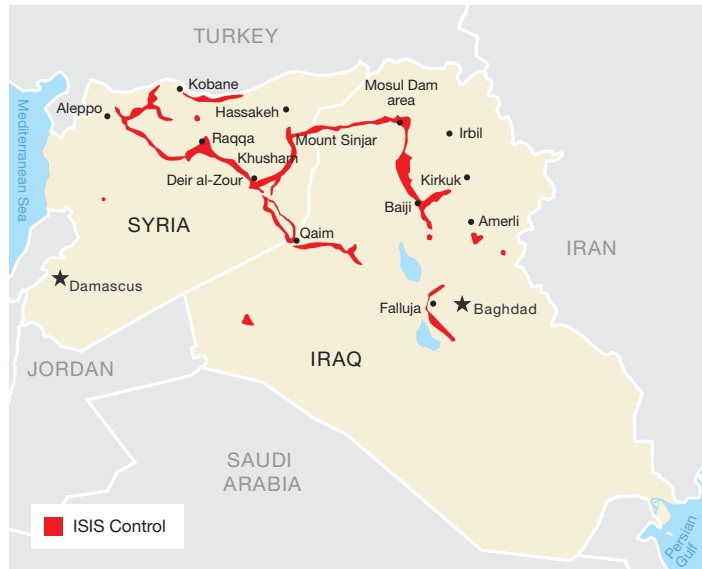 TURKEY
Kobane
Mosul Dam
area
Aleppo
Hassakeh
Mediterranean Sea
Raqqa
Mount Sinjar
Irbil
Khusham
Deir al-Zour
Kirkuk
Baiji
SYRIA
Amerli
Qaim
IRAN
Damascus
Falluja
Baghdad
JORDAN
IRAQ
SAUDI
ARABIA
ISIS Control
Persian
Gulf